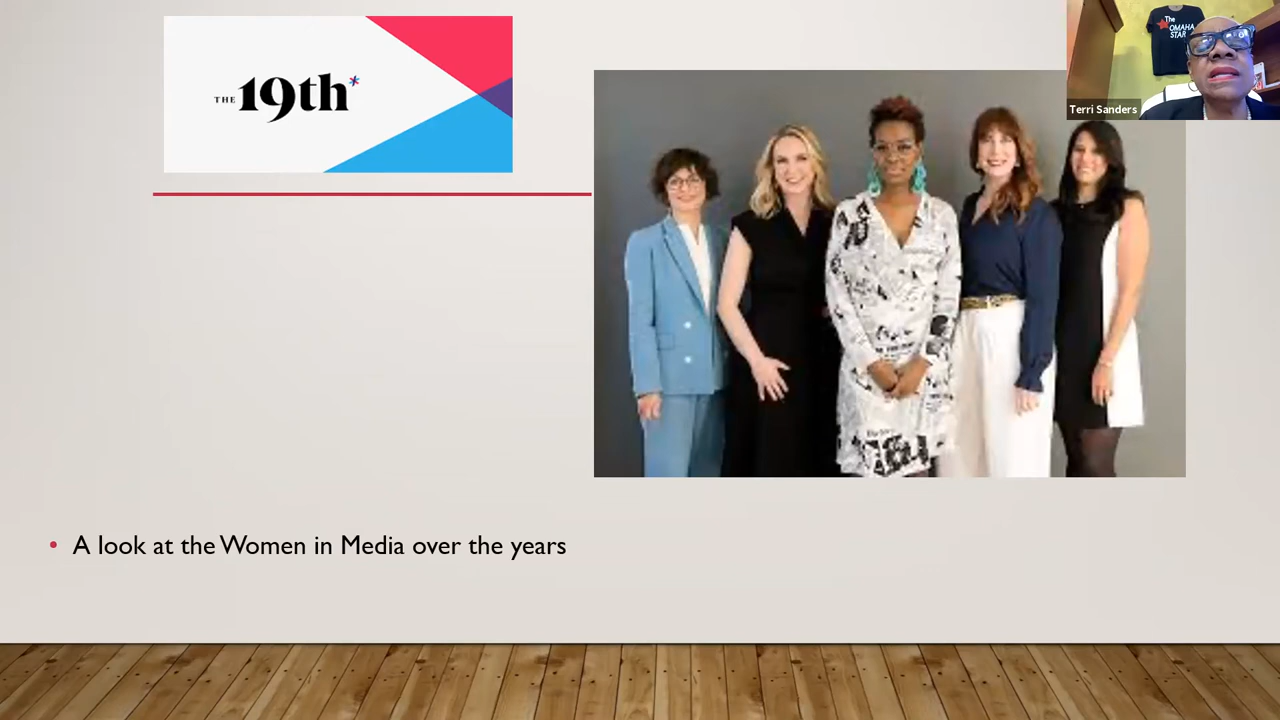 THE 19th*
The
OMAHA
STAR
Terri Sanders
A look at the Women in Media over the years